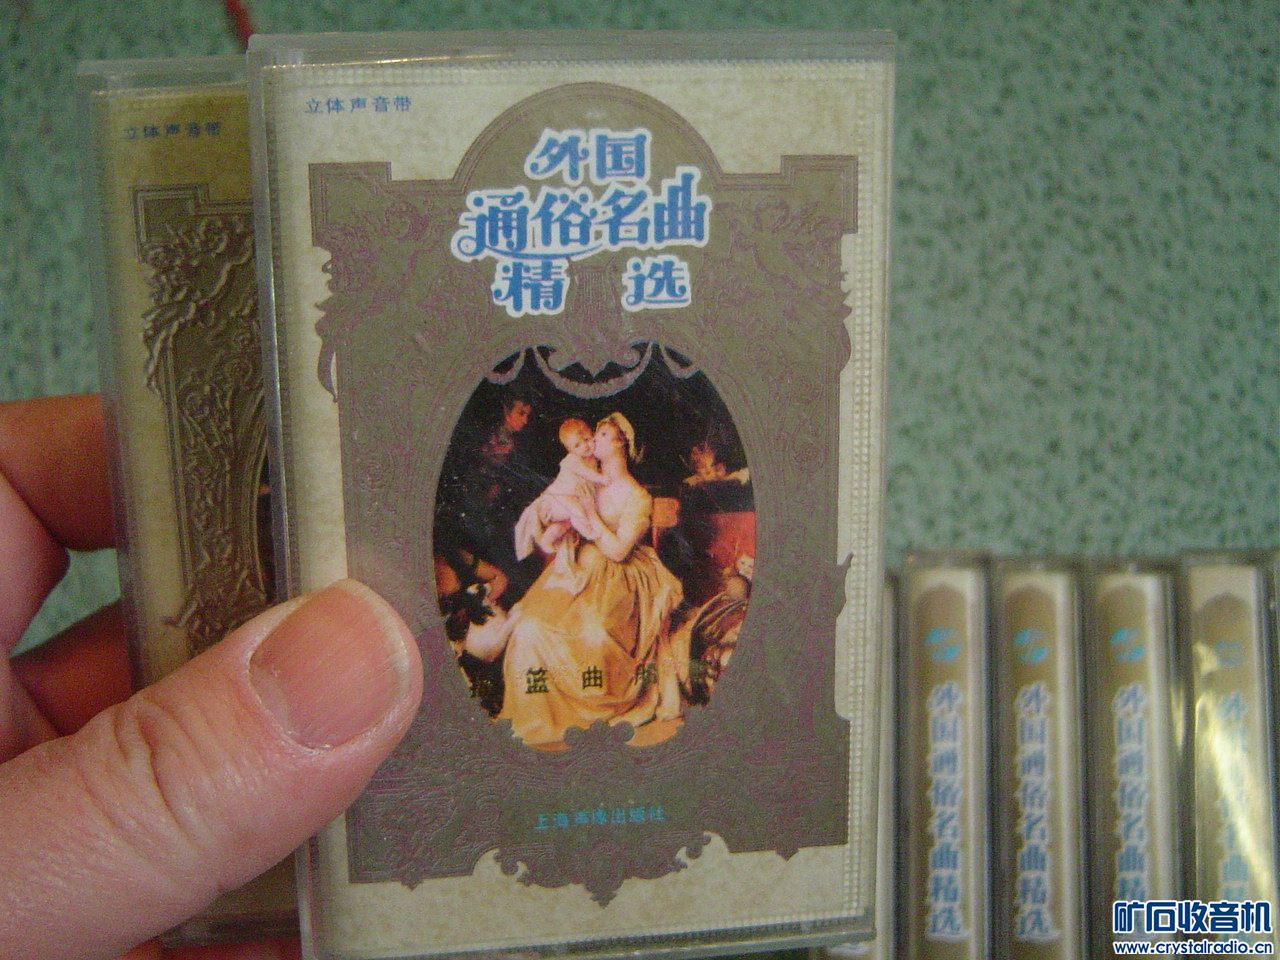 立体声音带
立体声音带
外国
通俗名曲
精 选
篮 曲
上海声像出版社
外国通俗名曲精选
外国通俗名曲精选
外国通俗名曲精
矿石收音机
www.crystalradio.cn